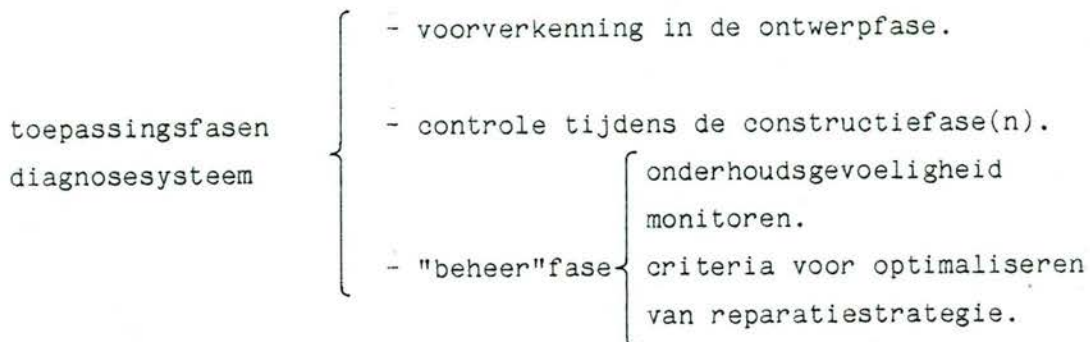 toepassingsfasen
diagnosesysteem
- voorverkenning in de ontwerpfase.
- controle tijdens de constructiefase(n).
- "beheer"fase
onderhoudsgevoeligheid
monitoren.
criteria voor optimaliseren
van reparatiestrategie.